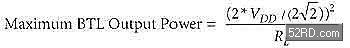 Maximum BTL Output Power = (2*V_DD /(2√2))² / R_L
52RD.com